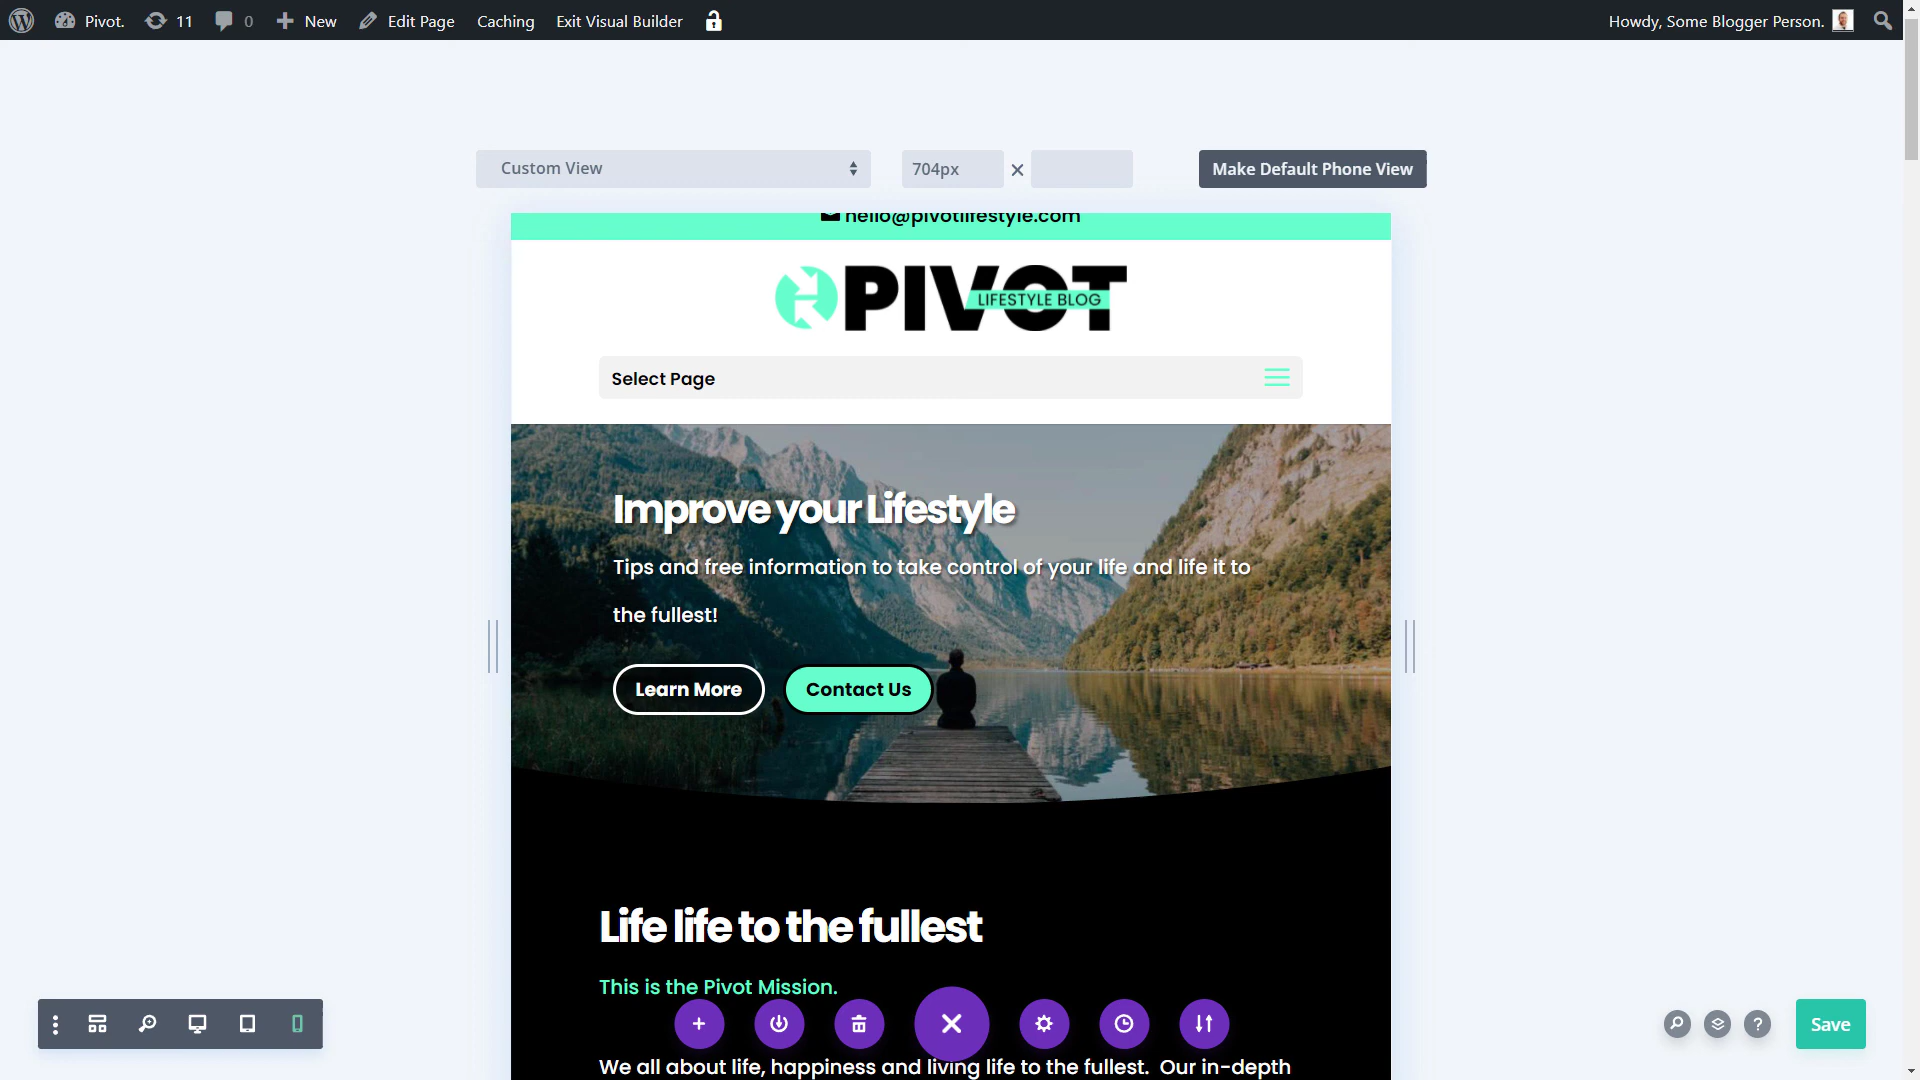 Pivot. 11 0 New Edit Page Caching Exit Visual Builder Howdy, Some Blogger Person.
Custom View 704px Make Default Phone View
hello@pivotlifestyle.com
PIVOT
LIFESTYLE BLOG
Select Page
Improve your Lifestyle
Tips and free information to take control of your life and life it to
the fullest!
Learn More Contact Us
Life life to the fullest
This is the Pivot Mission.
Save
We all about life, happiness and living life to the fullest. Our in-depth